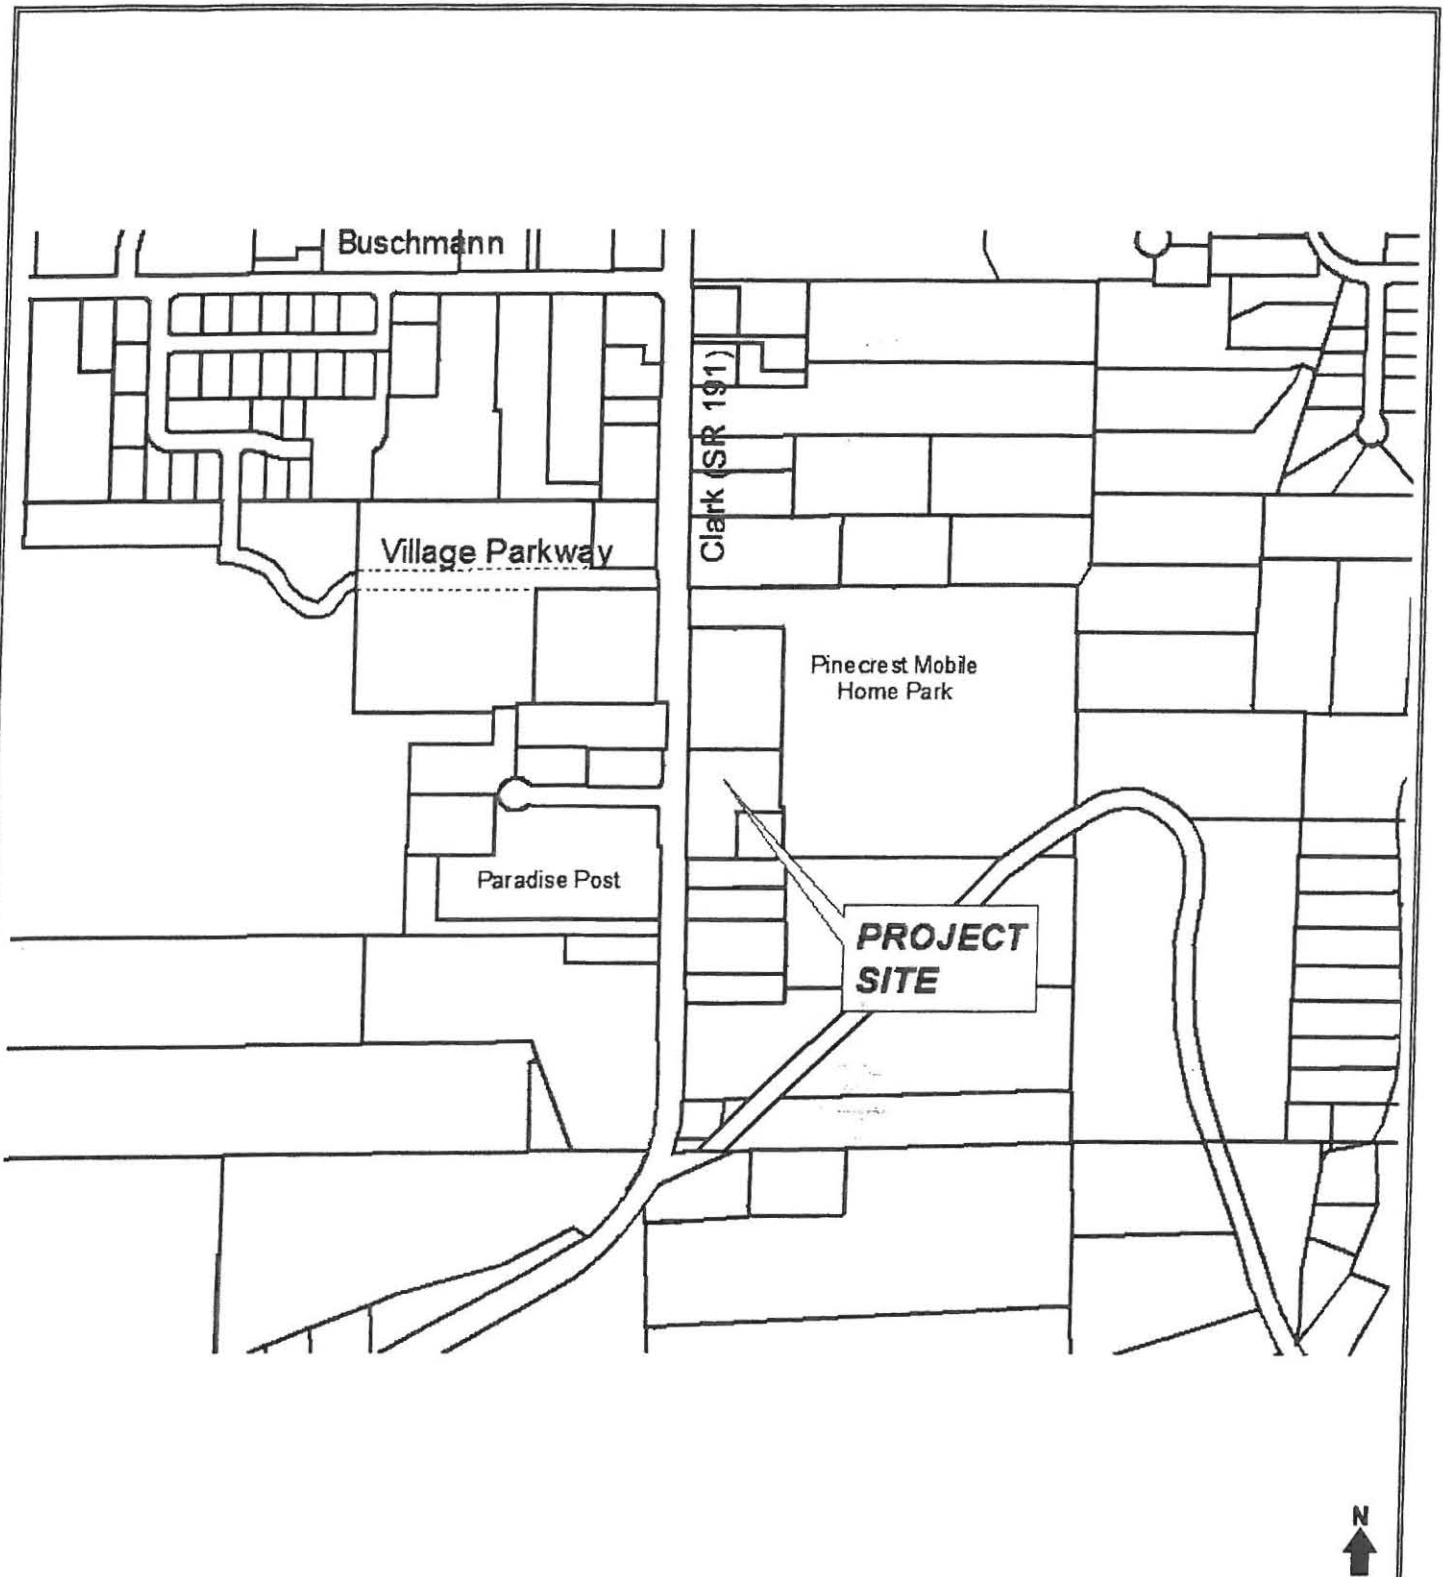 Buschmann
Clark (SR 191)
Village Parkway
Pinecrest Mobile
Home Park
Paradise Post
PROJECT
SITE
N